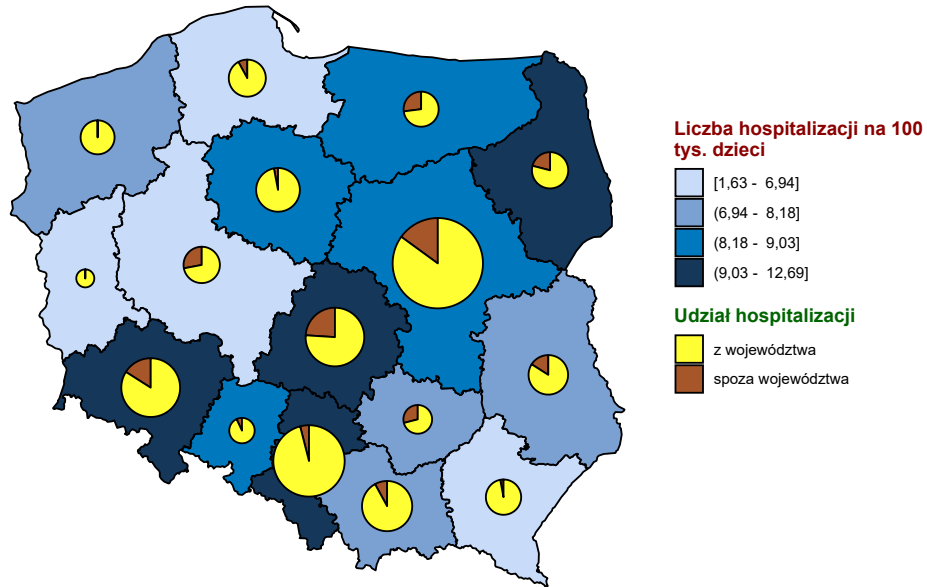 Liczba hospitalizacji na 100
tys. dzieci
[1,63 - 6,94]
(6,94 - 8,18]
(8,18 - 9,03]
(9,03 - 12,69]
Udział hospitalizacji
z województwa
spoza województwa